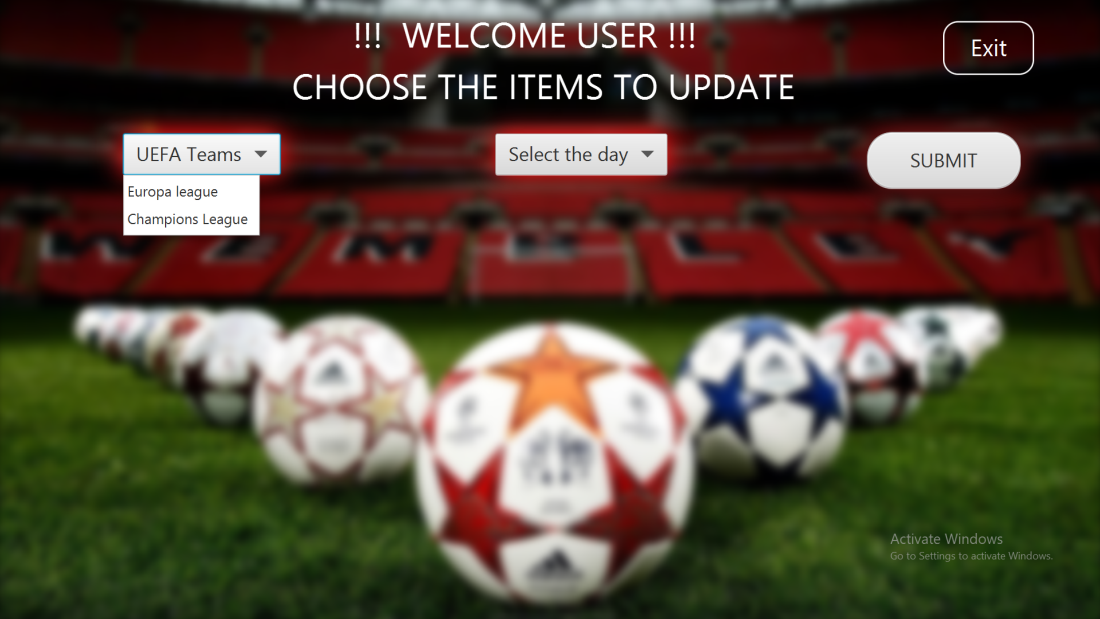 !!! WELCOME USER !!!
Exit
CHOOSE THE ITEMS TO UPDATE
UEFA Teams
Select the day
SUBMIT
Europa league
Champions League
WEMBLEY
Activate Windows
Go to Settings to activate Windows.